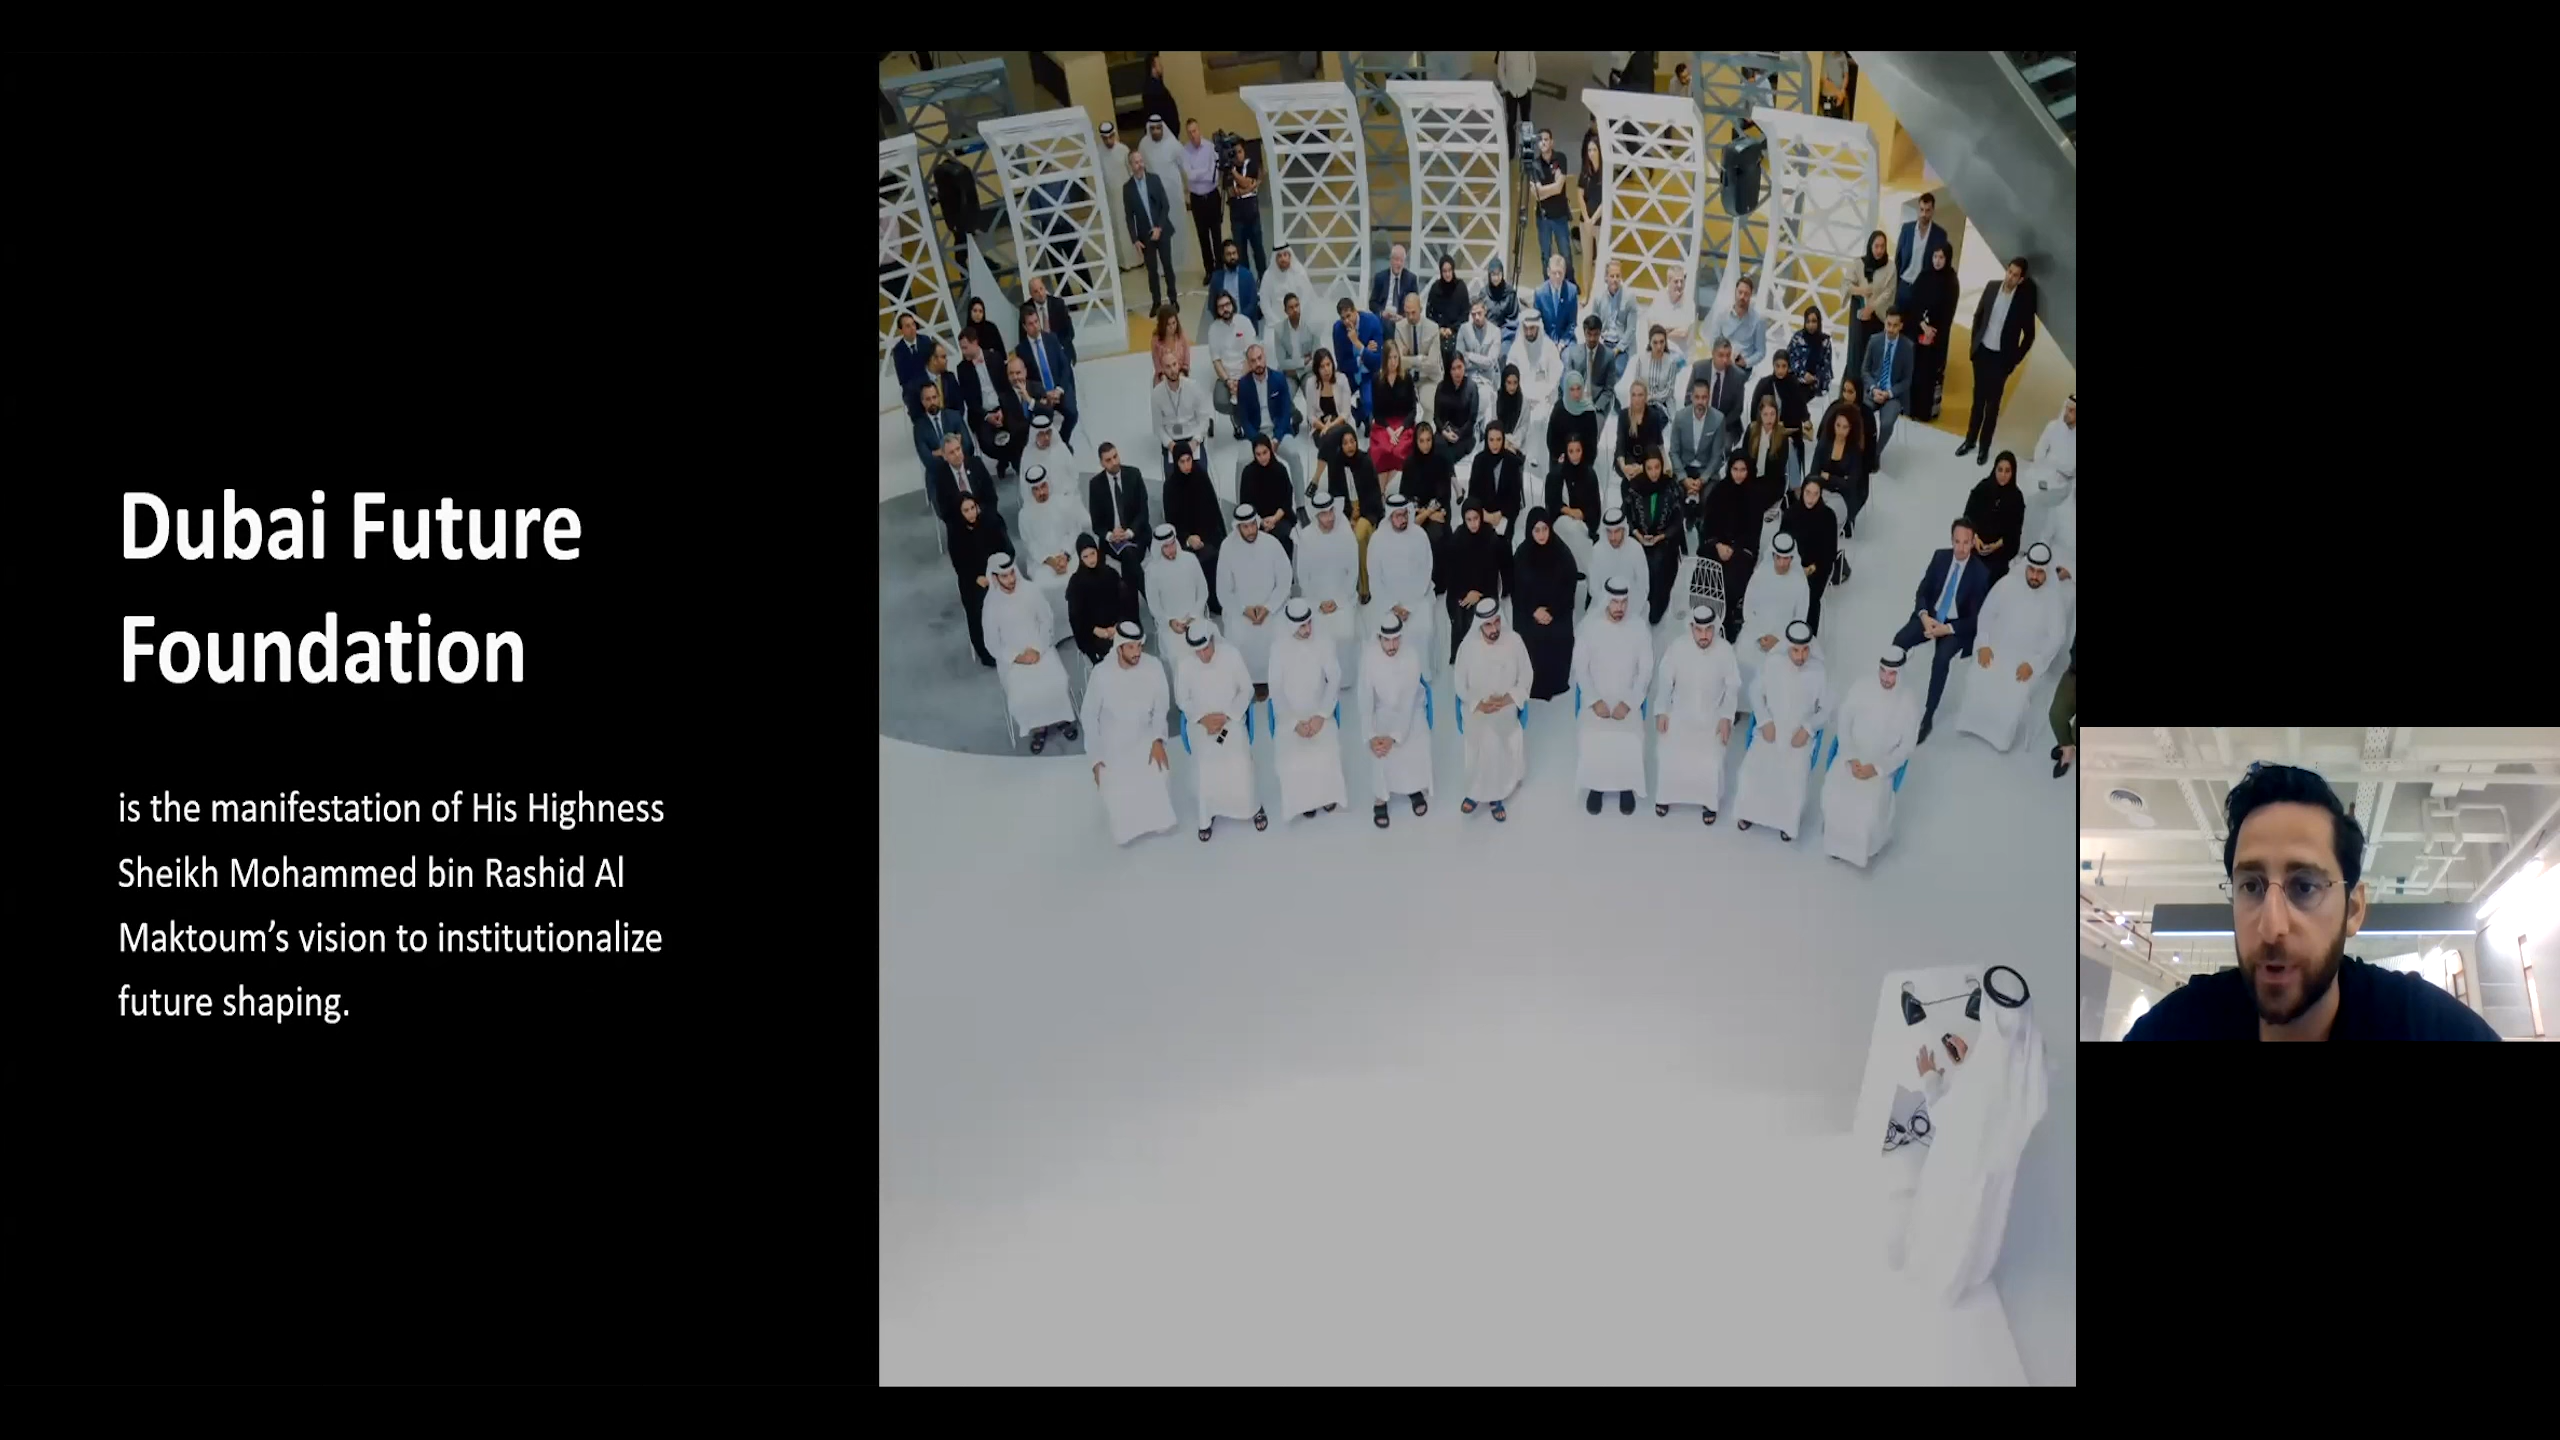 Dubai Future
Foundation
is the manifestation of His Highness
Sheikh Mohammed bin Rashid Al
Maktoum’s vision to institutionalize
future shaping.